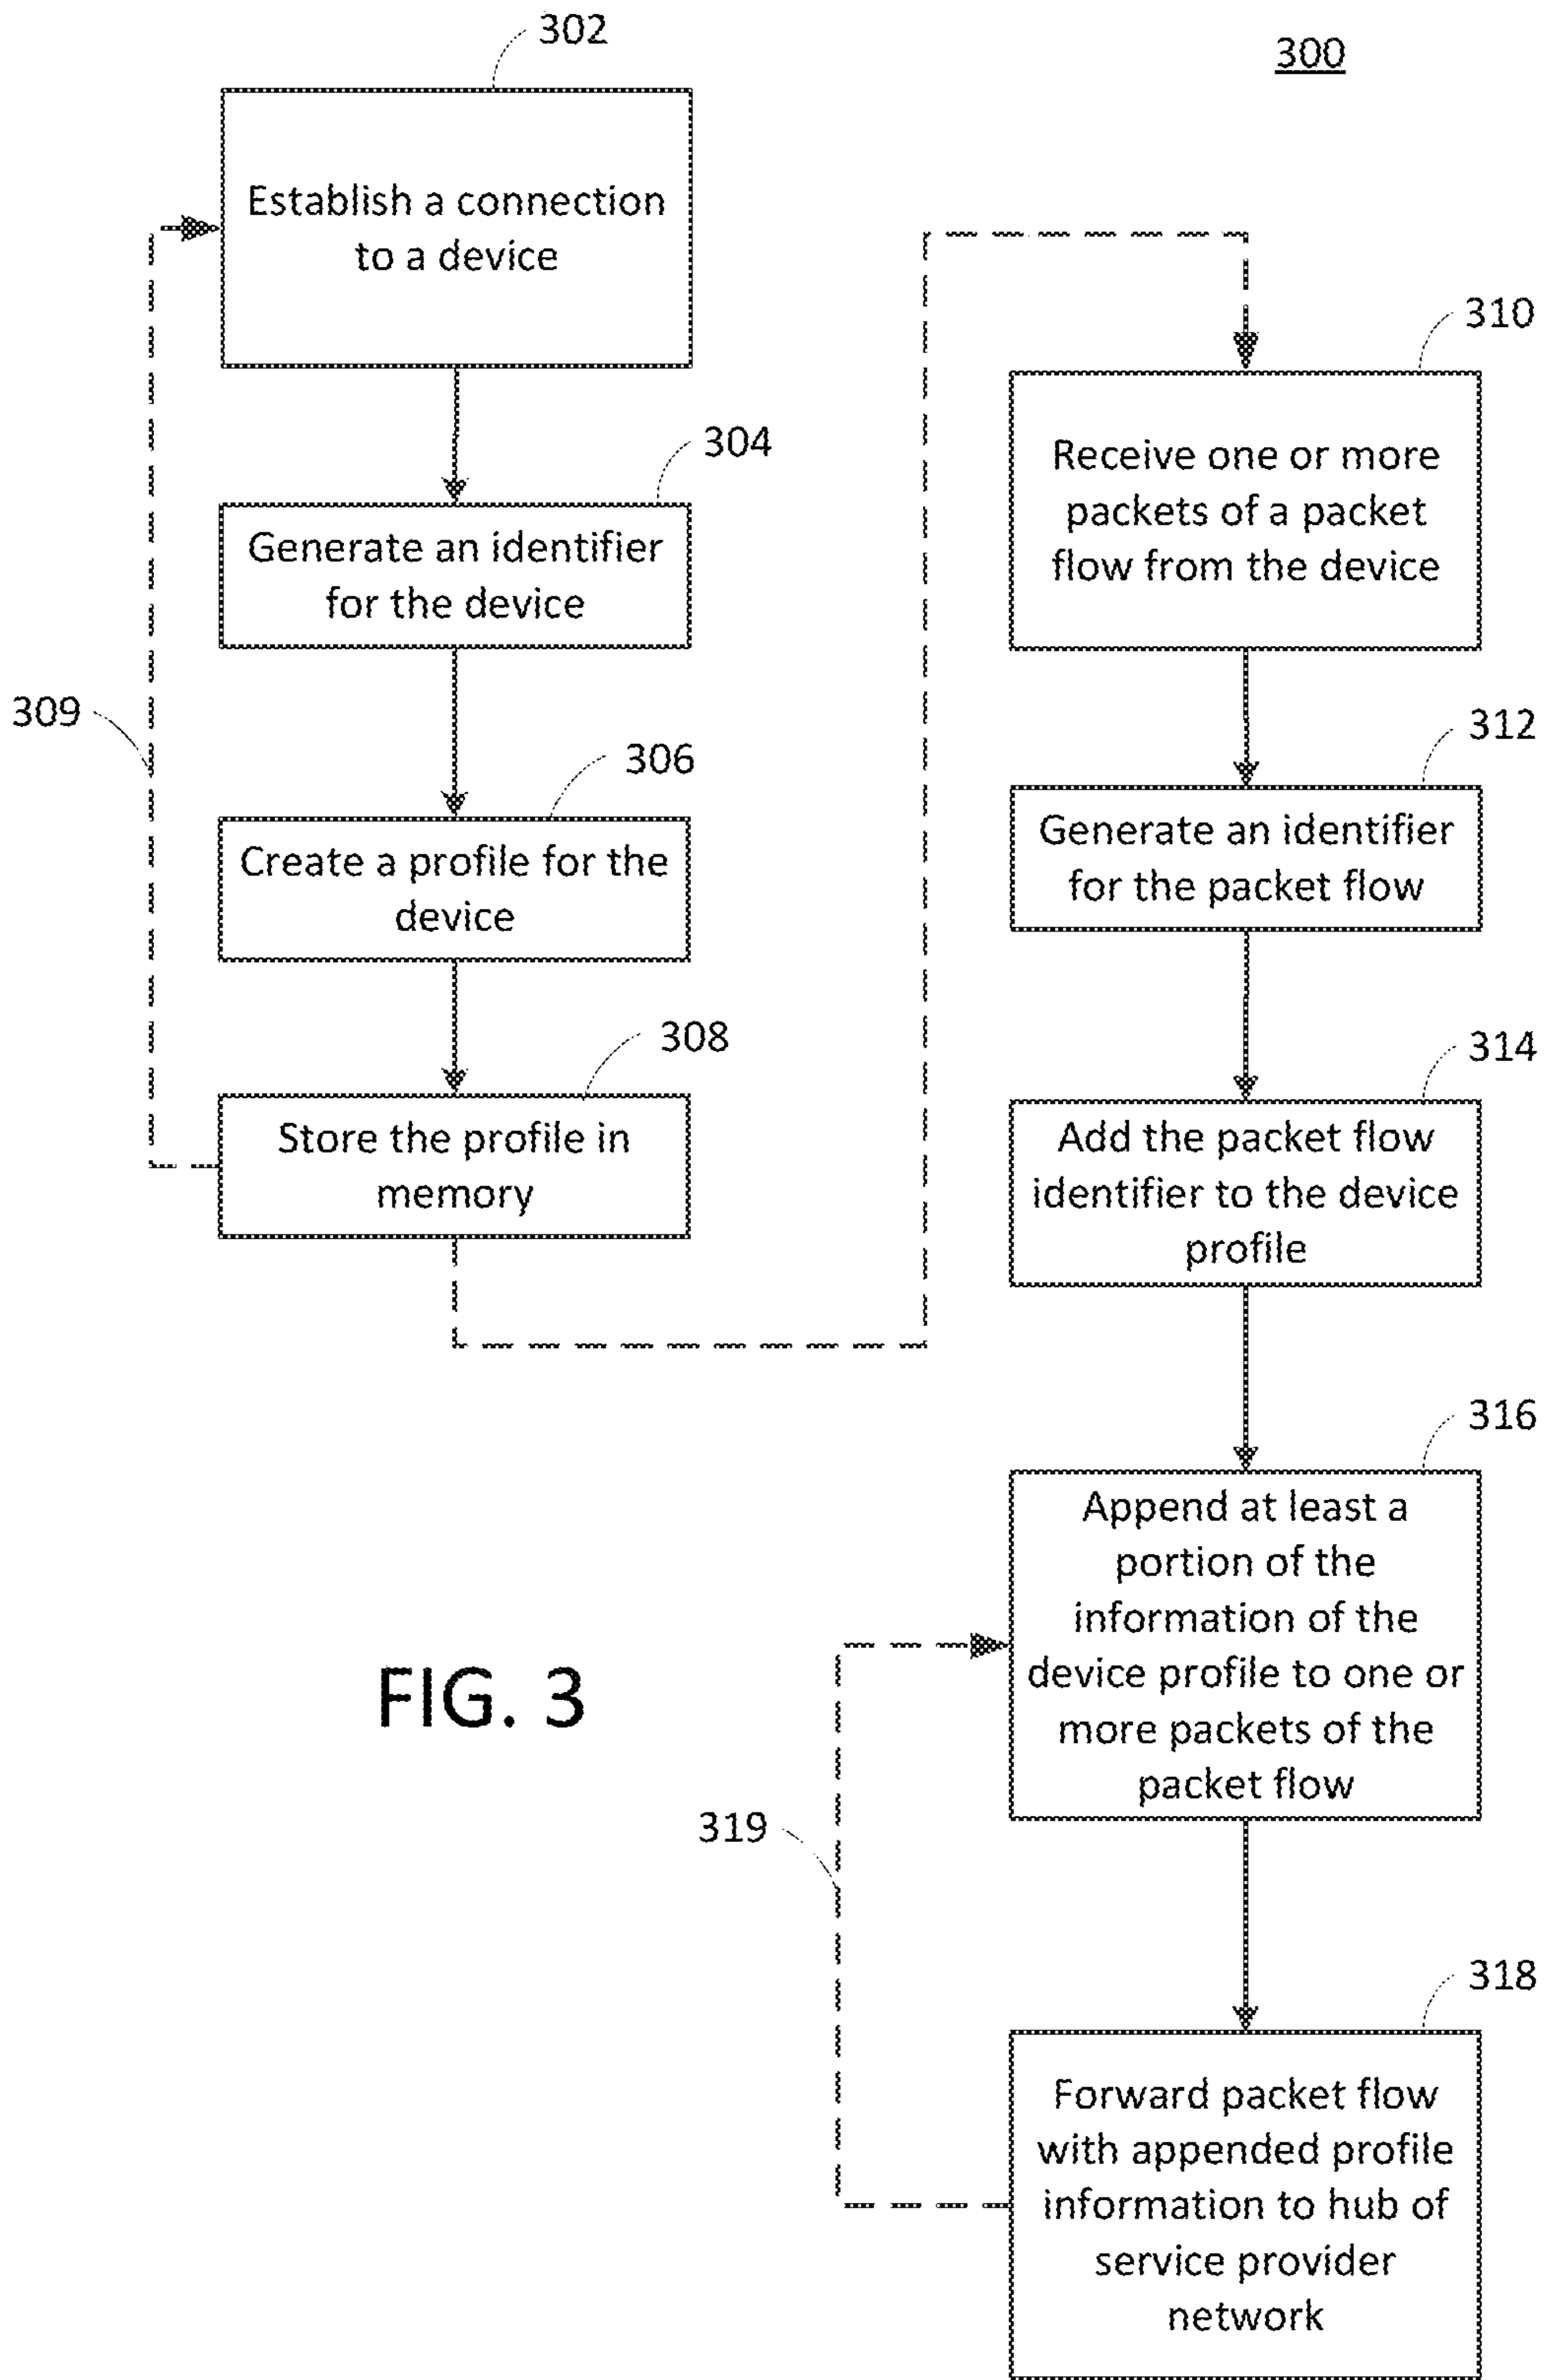 302
300
Establish a connection
to a device
304
Generate an identifier
for the device
309
306
Create a profile for the
device
308
Store the profile in
memory
310
Receive one or more
packets of a packet
flow from the device
312
Generate an identifier
for the packet flow
314
Add the packet flow
identifier to the device
profile
316
Append at least a
portion of the
information of the
device profile to one or
more packets of the
packet flow
319
318
Forward packet flow
with appended profile
information to hub of
service provider
network
FIG. 3